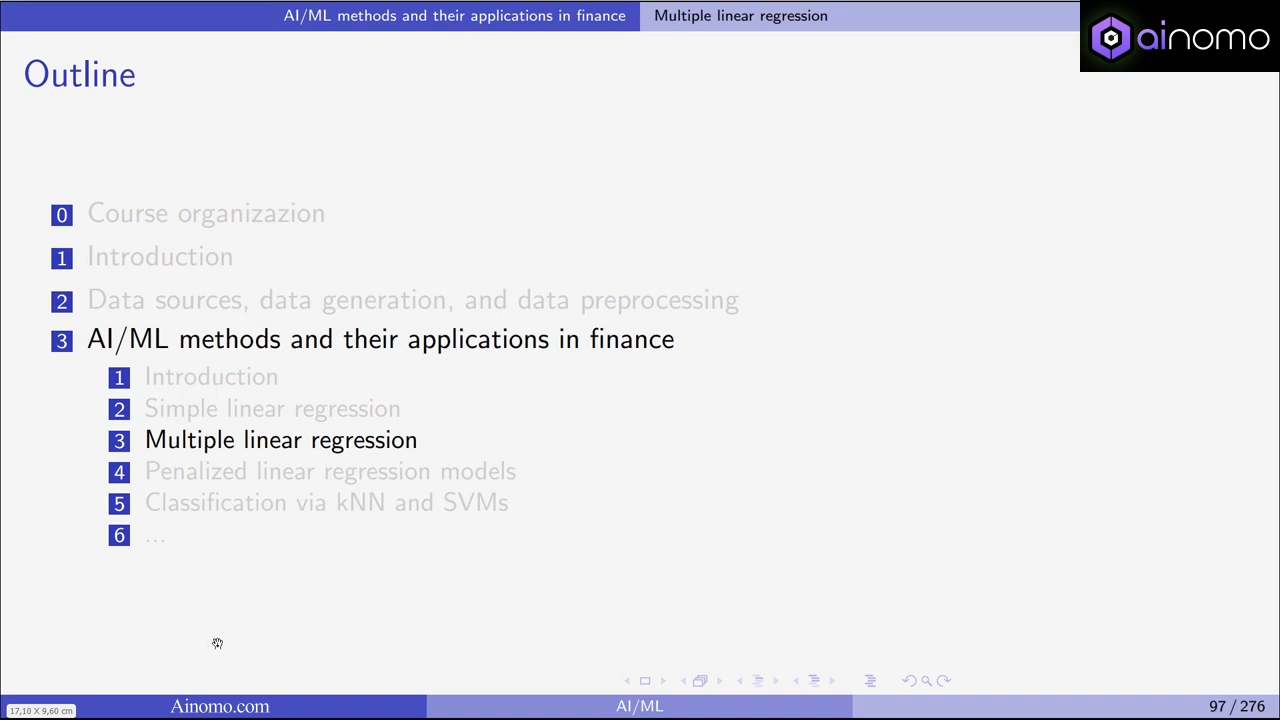 AI/ML methods and their applications in finance
Multiple linear regression
ainomo
Outline
0 Course organizazion
1 Introduction
2 Data sources, data generation, and data preprocessing
3 AI/ML methods and their applications in finance
1 Introduction
2 Simple linear regression
3 Multiple linear regression
4 Penalized linear regression models
5 Classification via kNN and SVMs
6 ...
17,10 X 9,60 cm
Ainomo.com
AI/ML
97 / 276